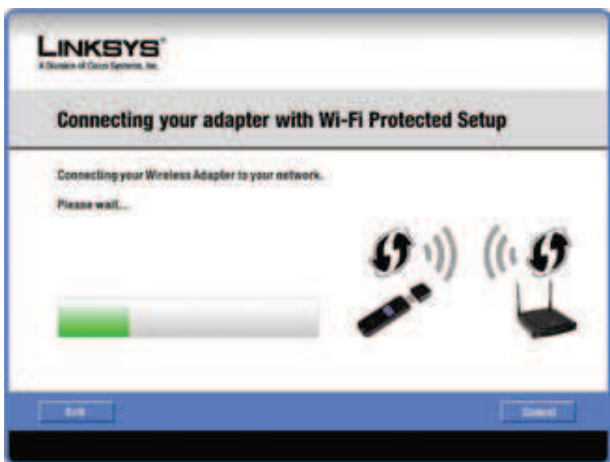 LINKSYS®
A Division of Cisco Systems, Inc.
Connecting your adapter with Wi-Fi Protected Setup
Connecting your Wireless Adapter to your network.
Please wait...
Exit
Cancel